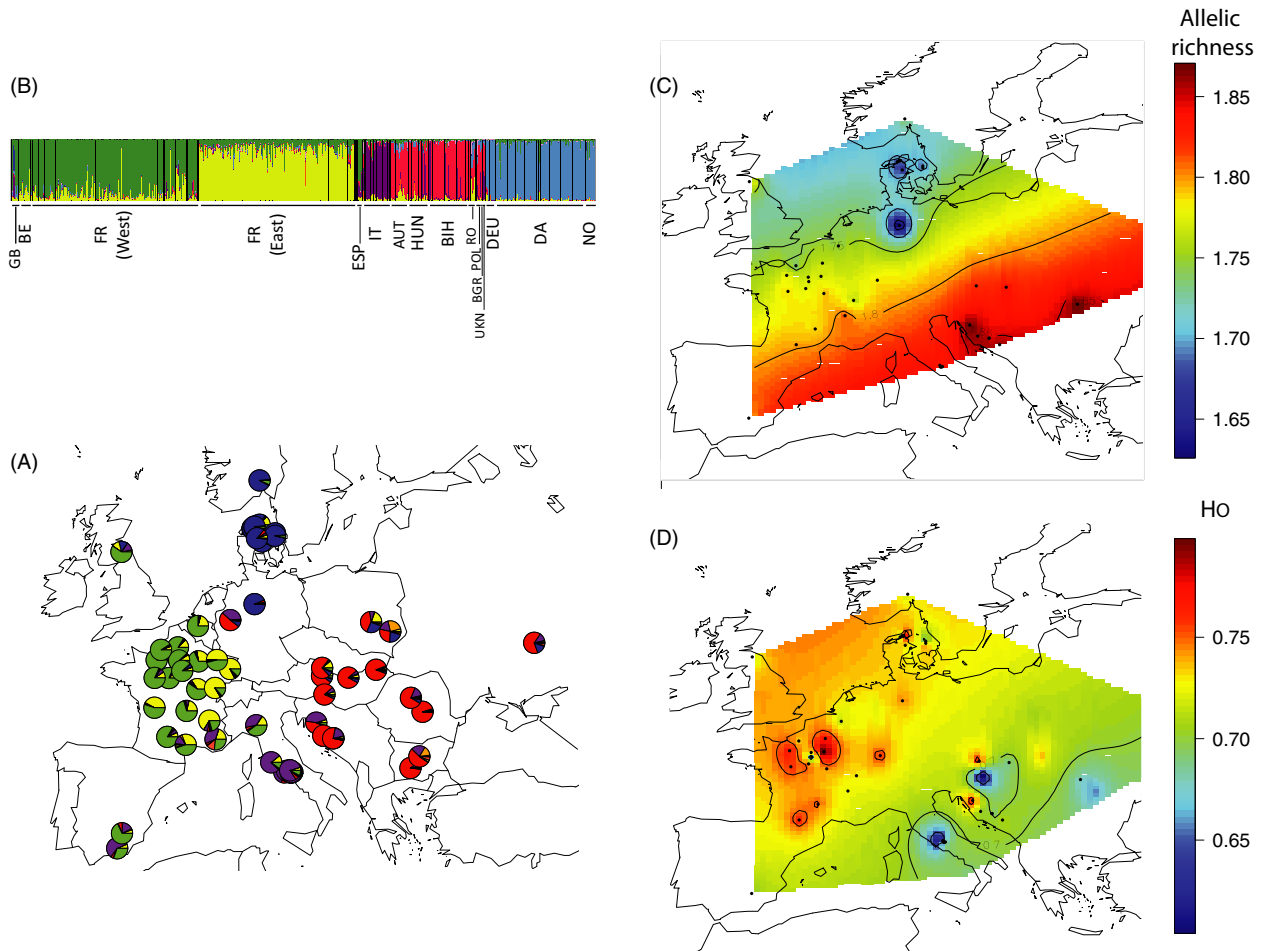 (B)
GB
BE
FR
(West)
FR
(East)
ESP
IT
AUT
HUN
BIH
RO
POL
BGR
UKN
DEU
DA
NO
(A)
(C)
Allelic
richness
1.85
1.80
1.75
1.70
1.65
1.8
(D)
HO
0.75
0.70
0.65
0.7